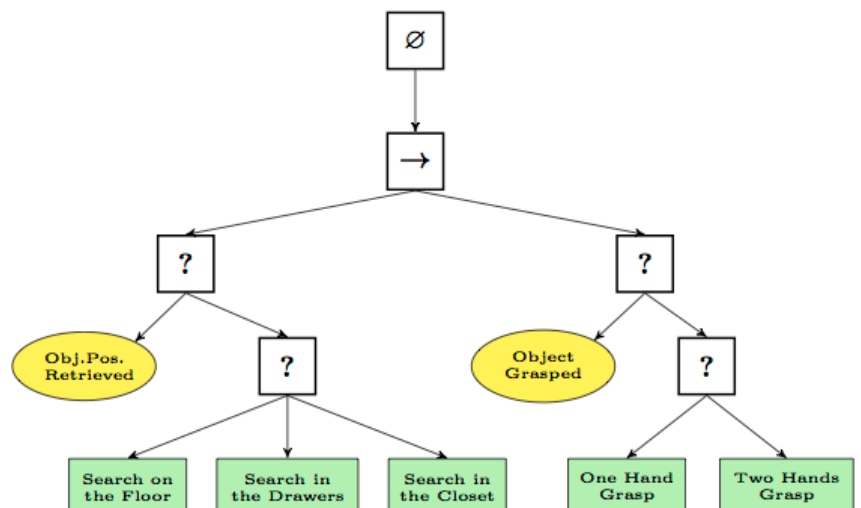 ∅
→
?
?
Obj.Pos.
Retrieved
?
Object
Grasped
?
Search on
the Floor
Search in
the Drawers
Search in
the Closet
One Hand
Grasp
Two Hands
Grasp